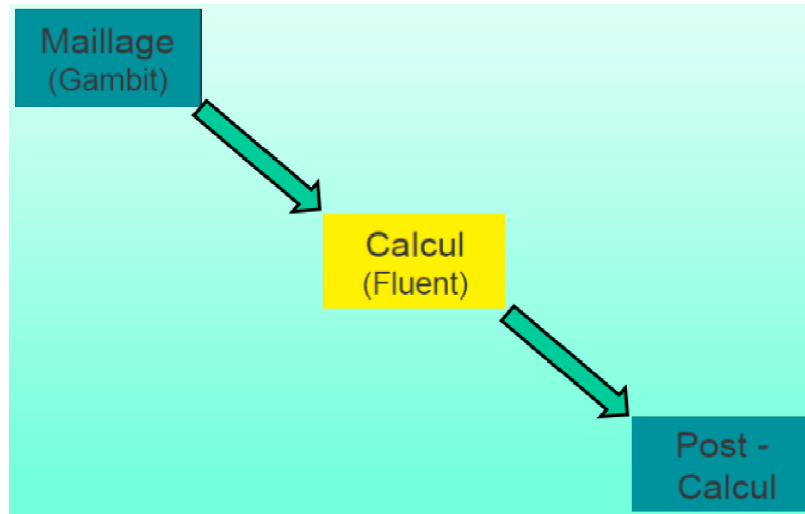 Maillage
(Gambit)
Calcul
(Fluent)
Post -
Calcul